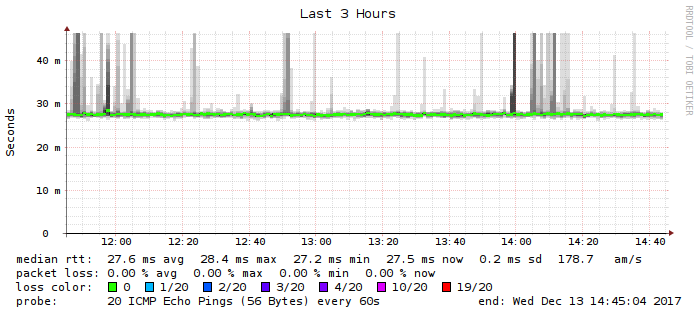 Last 3 Hours
RRDTOOL / TOBI OETIKER
Seconds
40 m
30 m
20 m
10 m
0
12:00 12:20 12:40 13:00 13:20 13:40 14:00 14:20 14:40
median rtt: 27.6 ms avg 28.4 ms max 27.2 ms min 27.5 ms now 0.2 ms sd 178.7 am/s
packet loss: 0.00 % avg 0.00 % max 0.00 % min 0.00 % now
loss color: 0 1/20 2/20 3/20 4/20 10/20 19/20
probe: 20 ICMP Echo Pings (56 Bytes) every 60s end: Wed Dec 13 14:45:04 2017